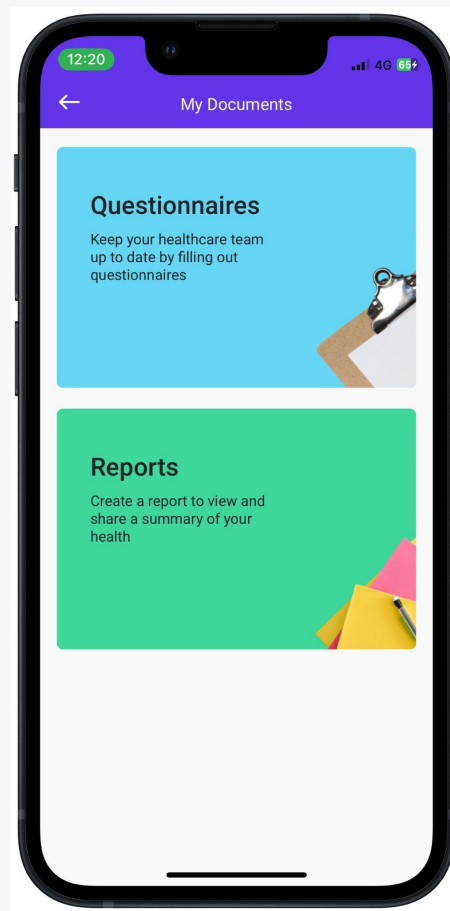 12:20
4G 65
My Documents
Questionnaires
Keep your healthcare team
up to date by filling out
questionnaires
Reports
Create a report to view and
share a summary of your
health